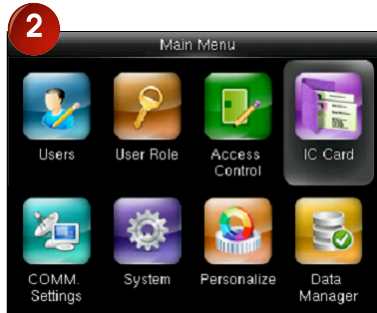 2
Main Menu
Users
User Role
Access
Control
IC Card
COMM.
Settings
System
Personalize
Data
Manager